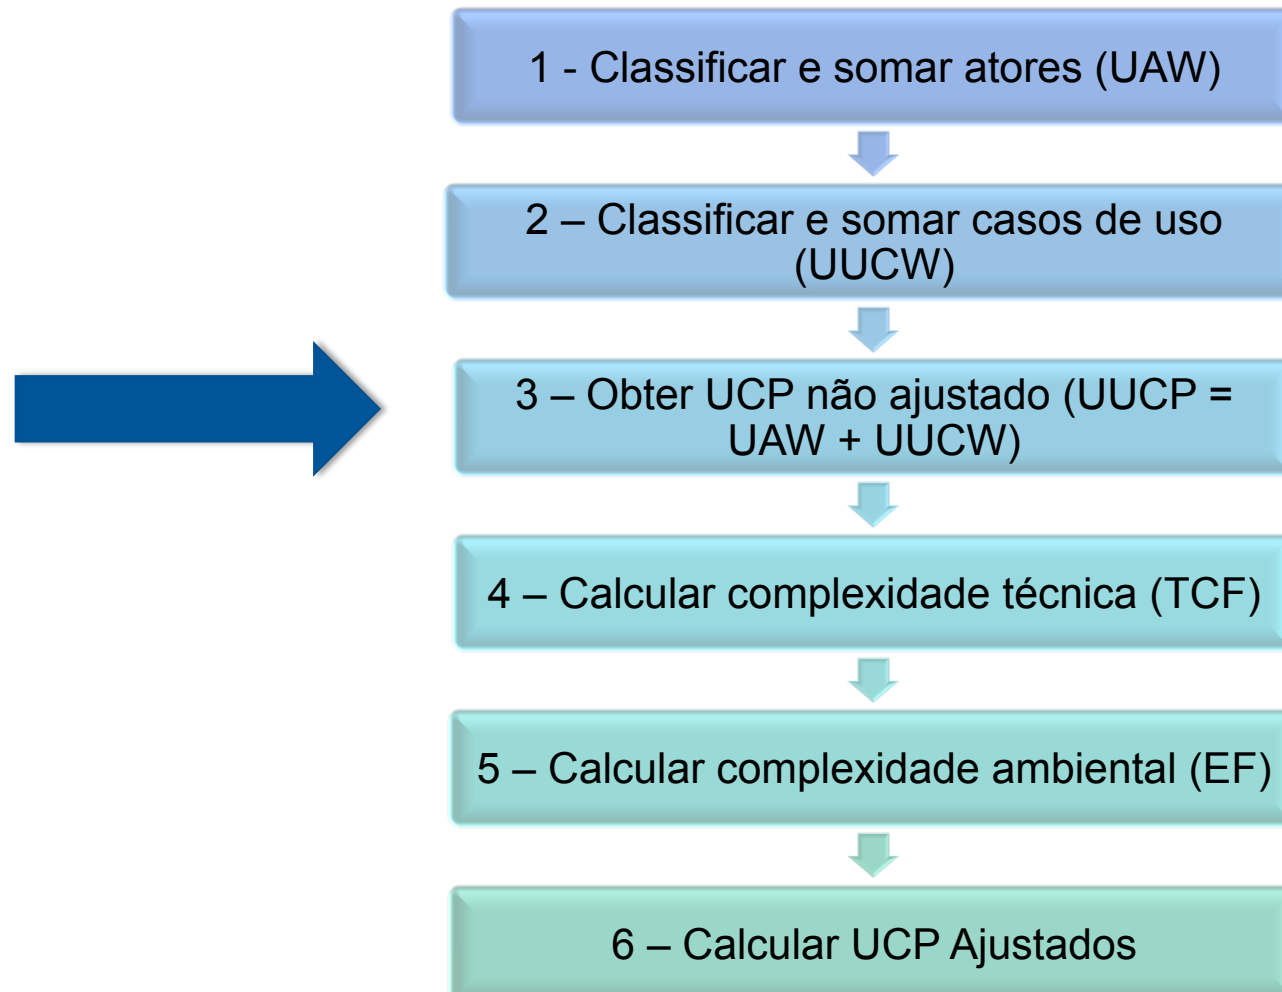 1 - Classificar e somar atores (UAW)
2 – Classificar e somar casos de uso
(UUCW)
3 – Obter UCP não ajustado (UUCP =
UAW + UUCW)
4 – Calcular complexidade técnica (TCF)
5 – Calcular complexidade ambiental (EF)
6 – Calcular UCP Ajustados